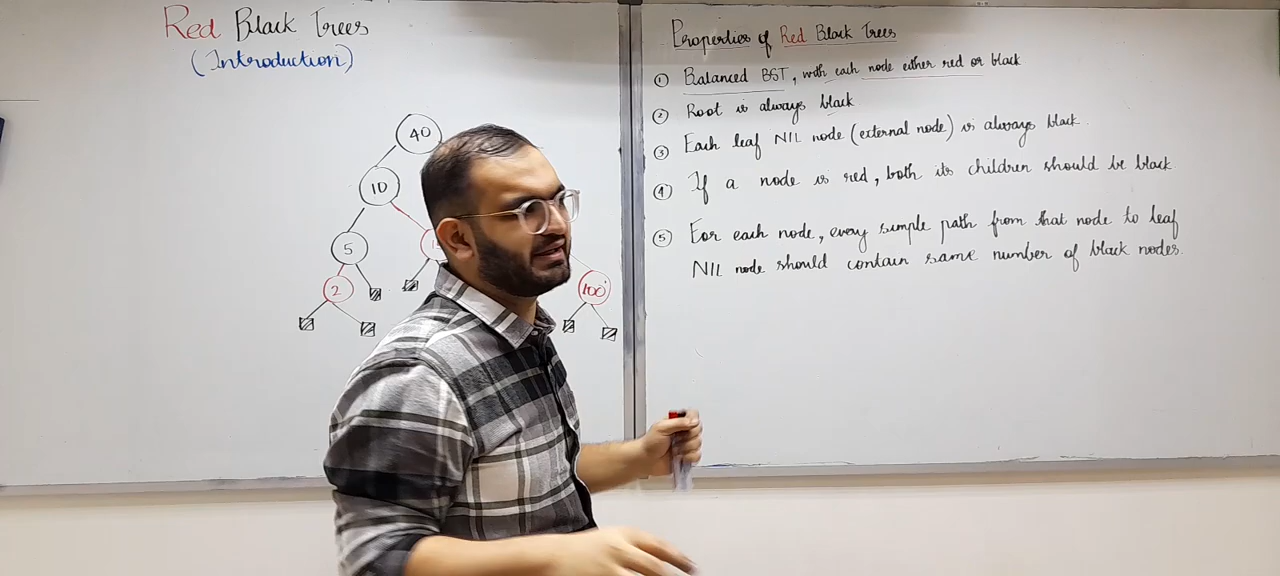 Red Black Trees
(Introduction)
40
10
5
2
100
Properties of Red Black Trees
① Balanced BST, with each node either red or black
② Root is always black
③ Each leaf NIL node (external node) is always black.
④ If a node is red, both its children should be black.
⑤ For each node, every simple path from that node to leaf
NIL node should contain same number of black nodes.